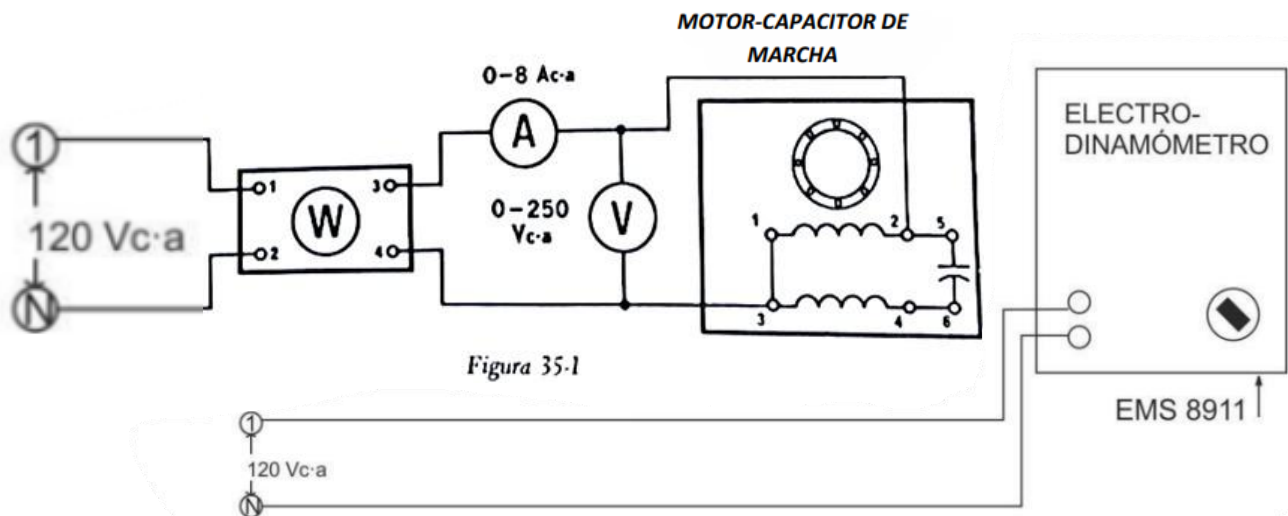 MOTOR-CAPACITOR DE
MARCHA
0-8 Ac·a
A
1
120 Vc·a
N
1
2
W
3
4
0-250
Vc·a
V
1
2
5
3
4
6
Figura 35-1
ELECTRO-
DINAMÓMETRO
EMS 8911
1
120 Vc·a
N